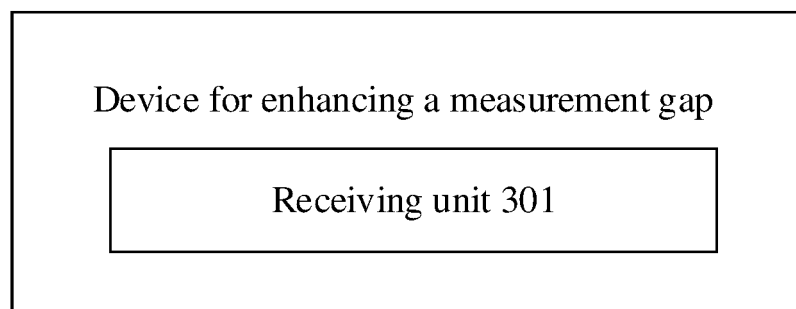 Device for enhancing a measurement gap
Receiving unit 301